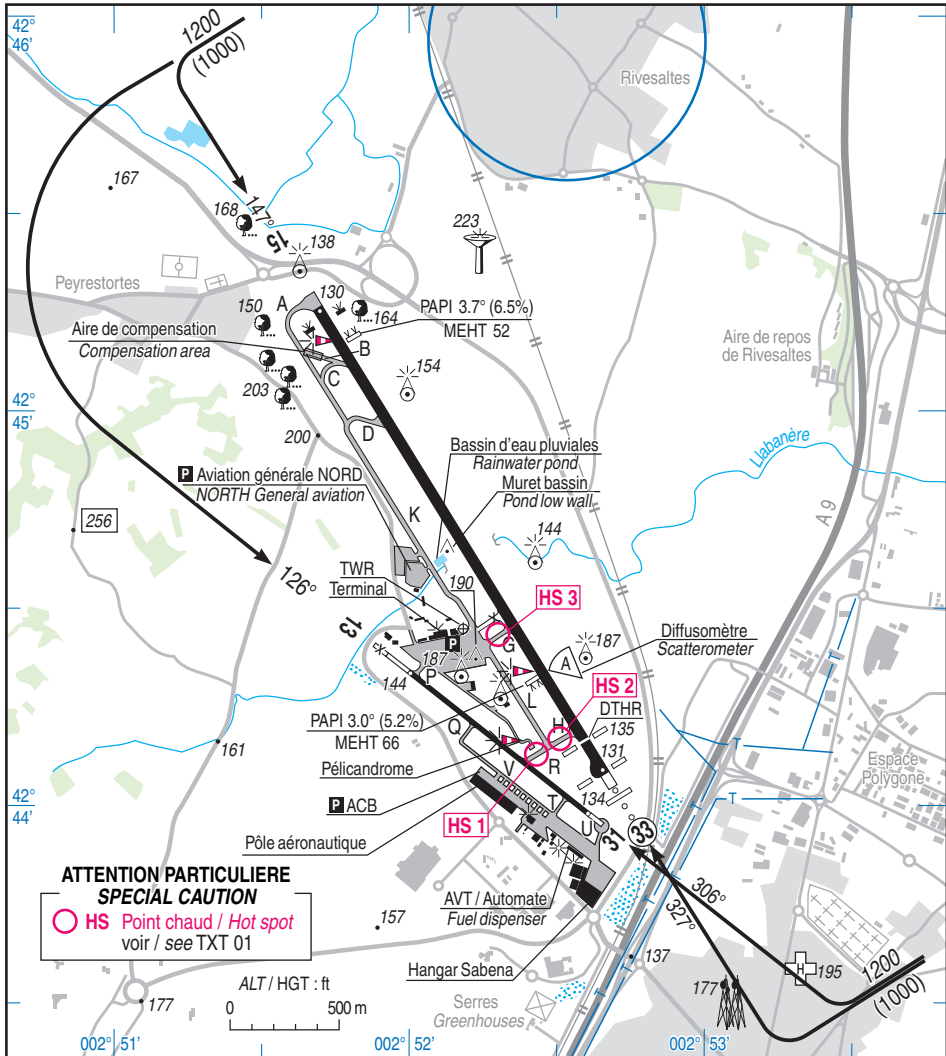 42°
46'
1200
(1000)
Rivesaltes
167
168
147°
15
138
223
Peyrestortes
A
130
150
164
PAPI 3.7° (6.5%)
MEHT 52
Aire de compensation
Compensation area
B
C
154
Aire de repos
de Rivesaltes
203
42°
45'
200
D
Bassin d'eau pluviales
Rainwater pond
Llabanère
P Aviation générale NORD
NORTH General aviation
Muret bassin
Pond low wall
A 9
256
K
144
126°
TWR
Terminal
190
HS 3
13
P
G
187
Diffusomètre
Scatterometer
187
A
P
144
L
HS 2
DTHR
PAPI 3.0° (5.2%)
MEHT 66
Q
H
135
161
Pélicandrome
V
R
131
Espace
Polygone
T
T
T
P ACB
134
42°
44'
T
HS 1
U
Pôle aéronautique
31
33
ATTENTION PARTICULIERE
SPECIAL CAUTION
HS Point chaud / Hot spot
voir / see TXT 01
306°
327°
AVT / Automate
Fuel dispenser
157
Hangar Sabena
137
H
195
1200
(1000)
177
ALT / HGT : ft
0 500 m
177
Serres
Greenhouses
T
002° 51'
002° 52'
002° 53'